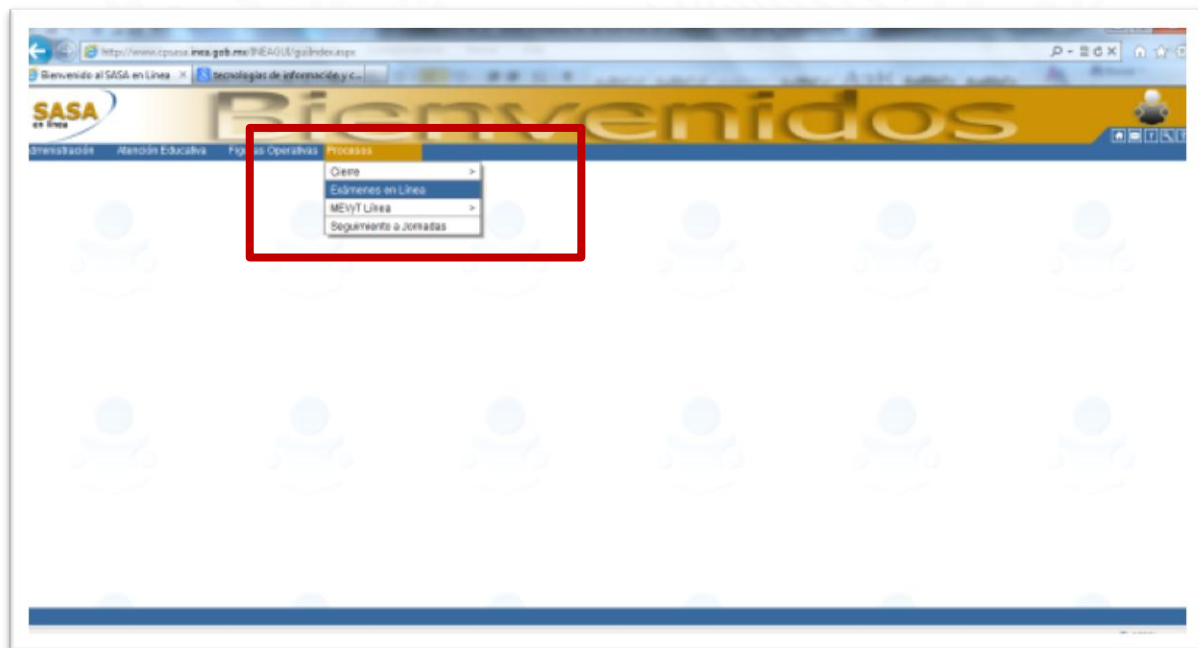 http://www.cpsasa.inea.gob.mx/INEAGUI/guiIndex.aspx
Bienvenido al SASA en Línea
tecnologías de información y c...
SASA
en línea
Bienvenidos
dministración Atención Educativa Figuras Operativas Procesos
Cierre >
Exámenes en Línea
MEVyT Línea >
Seguimiento a Jornadas